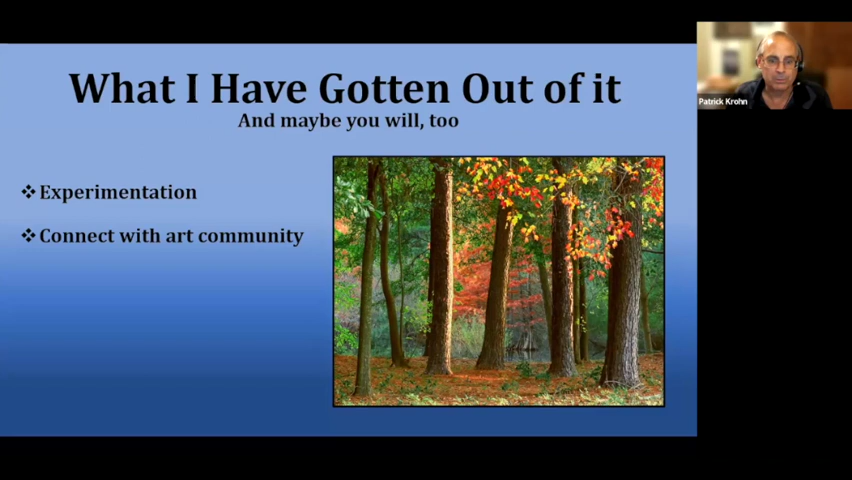 What I Have Gotten Out of it
And maybe you will, too
❖Experimentation
❖Connect with art community
Patrick Krohn